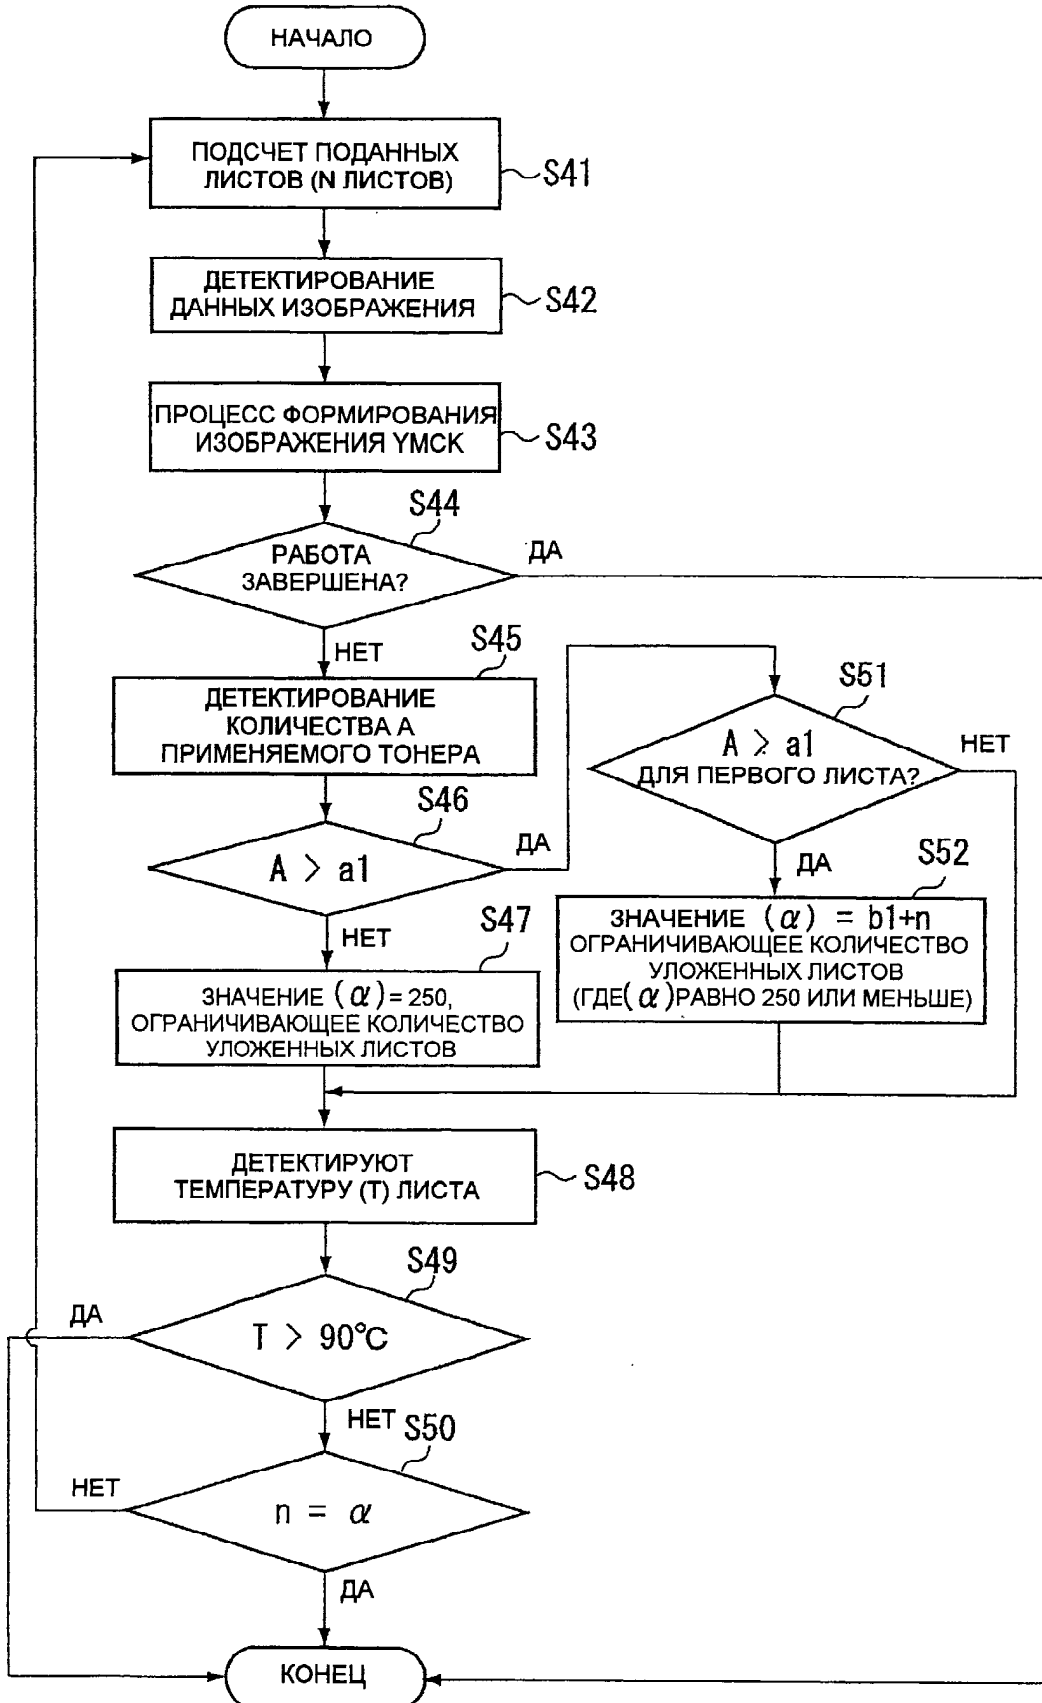 НАЧАЛО
ПОДСЧЕТ ПОДАННЫХ
ЛИСТОВ (N ЛИСТОВ)
S41
ДЕТЕКТИРОВАНИЕ
ДАННЫХ ИЗОБРАЖЕНИЯ
S42
ПРОЦЕСС ФОРМИРОВАНИЯ
ИЗОБРАЖЕНИЯ YMCK
S43
S44
РАБОТА
ЗАВЕРШЕНА?
ДА
НЕТ
S45
ДЕТЕКТИРОВАНИЕ
КОЛИЧЕСТВА A
ПРИМЕНЯЕМОГО ТОНЕРА
S46
A > a1
ДА
НЕТ
S51
A > a1
ДЛЯ ПЕРВОГО ЛИСТА?
НЕТ
ДА
S52
ЗНАЧЕНИЕ (α) = b1+n
ОГРАНИЧИВАЮЩЕЕ КОЛИЧЕСТВО
УЛОЖЕННЫХ ЛИСТОВ
(ГДЕ(α)РАВНО 250 ИЛИ МЕНЬШЕ)
S47
ЗНАЧЕНИЕ (α) = 250,
ОГРАНИЧИВАЮЩЕЕ КОЛИЧЕСТВО
УЛОЖЕННЫХ ЛИСТОВ
ДЕТЕКТИРУЮТ
ТЕМПЕРАТУРУ (T) ЛИСТА
S48
S49
T > 90°C
ДА
НЕТ
S50
n = α
НЕТ
ДА
КОНЕЦ